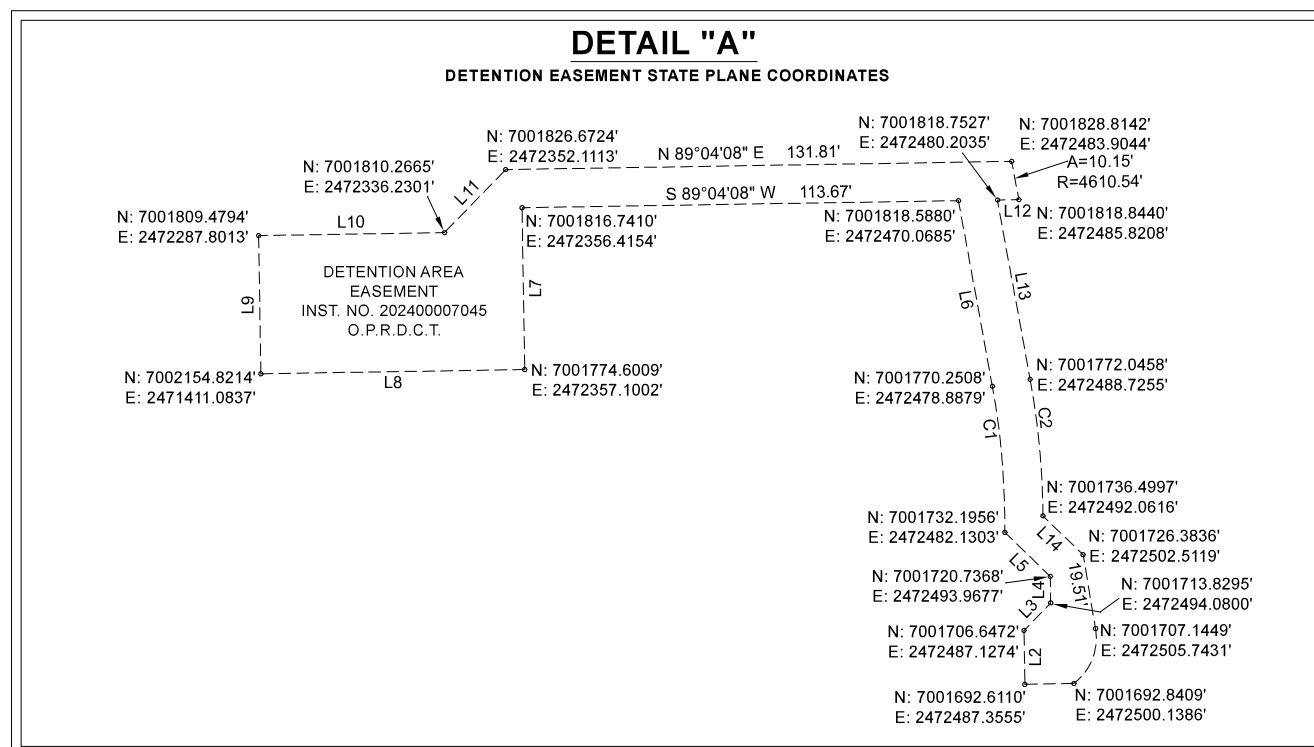 DETAIL "A"
DETENTION EASEMENT STATE PLANE COORDINATES
N: 7001818.7527'
E: 2472480.2035'
N: 7001828.8142'
E: 2472483.9044'
A=10.15'
R=4610.54'
N: 7001826.6724'
E: 2472352.1113'
N 89°04'08" E 131.81'
N: 7001810.2665'
E: 2472336.2301'
L11
S 89°04'08" W 113.67'
L12
N: 7001818.8440'
E: 2472485.8208'
N: 7001809.4794'
E: 2472287.8013'
L10
N: 7001816.7410'
E: 2472356.4154'
N: 7001818.5880'
E: 2472470.0685'
DETENTION AREA
EASEMENT
INST. NO. 202400007045
O.P.R.D.C.T.
L9
L7
L6
L13
N: 7002154.8214'
E: 2471411.0837'
L8
N: 7001774.6009'
E: 2472357.1002'
N: 7001770.2508'
E: 2472478.8879'
N: 7001772.0458'
E: 2472488.7255'
C1
C2
N: 7001736.4997'
E: 2472492.0616'
N: 7001732.1956'
E: 2472482.1303'
L14
N: 7001726.3836'
E: 2472502.5119'
L5
N: 7001720.7368'
E: 2472493.9677'
L4
19.51'
N: 7001713.8295'
E: 2472494.0800'
L3
N: 7001706.6472'
E: 2472487.1274'
N: 7001707.1449'
E: 2472505.7431'
L2
N: 7001692.6110'
E: 2472487.3555'
N: 7001692.8409'
E: 2472500.1386'